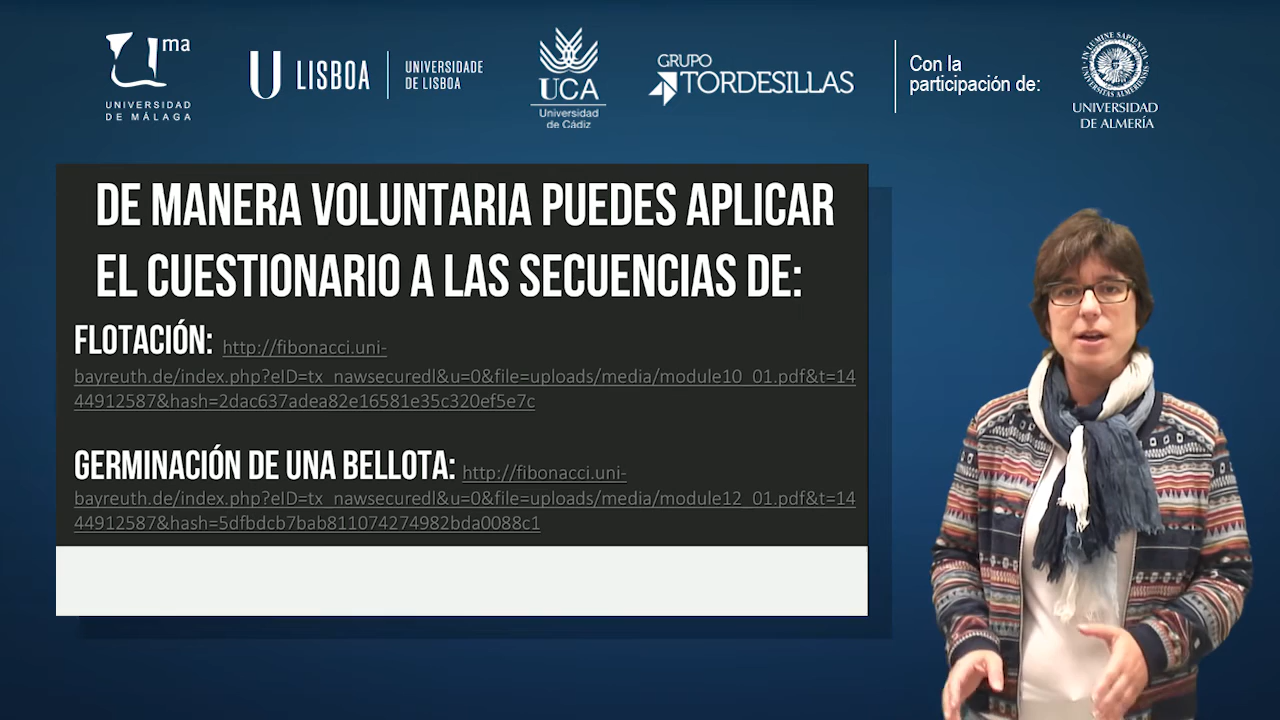 uma
UNIVERSIDAD
DE MÁLAGA
U LISBOA
UNIVERSIDADE
DE LISBOA
UCA
Universidad
de Cádiz
GRUPO
TORDESILLAS
Con la
participación de:
UNIVERSIDAD
DE ALMERÍA
DE MANERA VOLUNTARIA PUEDES APLICAR
EL CUESTIONARIO A LAS SECUENCIAS DE:
FLOTACIÓN: http://fibonacci.uni-
bayreuth.de/index.php?eID=tx_nawsecuredl&u=0&file=uploads/media/module10_01.pdf&t=14
44912587&hash=2dac637adea82e16581e35c320ef5e7c
GERMINACIÓN DE UNA BELLOTA: http://fibonacci.uni-
bayreuth.de/index.php?eID=tx_nawsecuredl&u=0&file=uploads/media/module12_01.pdf&t=14
44912587&hash=5dfbdcb7bab811074274982bda0088c1